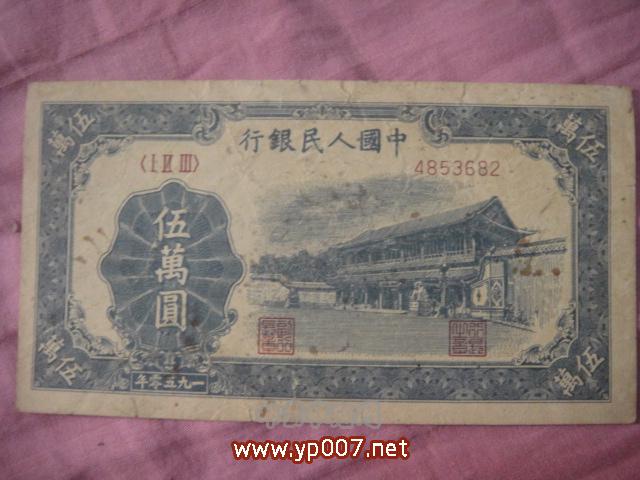 伍萬
伍萬
行銀民人國中
〈I II III〉
4853682
伍萬圓
伍萬
伍萬
年零五九一
www.yp007.net